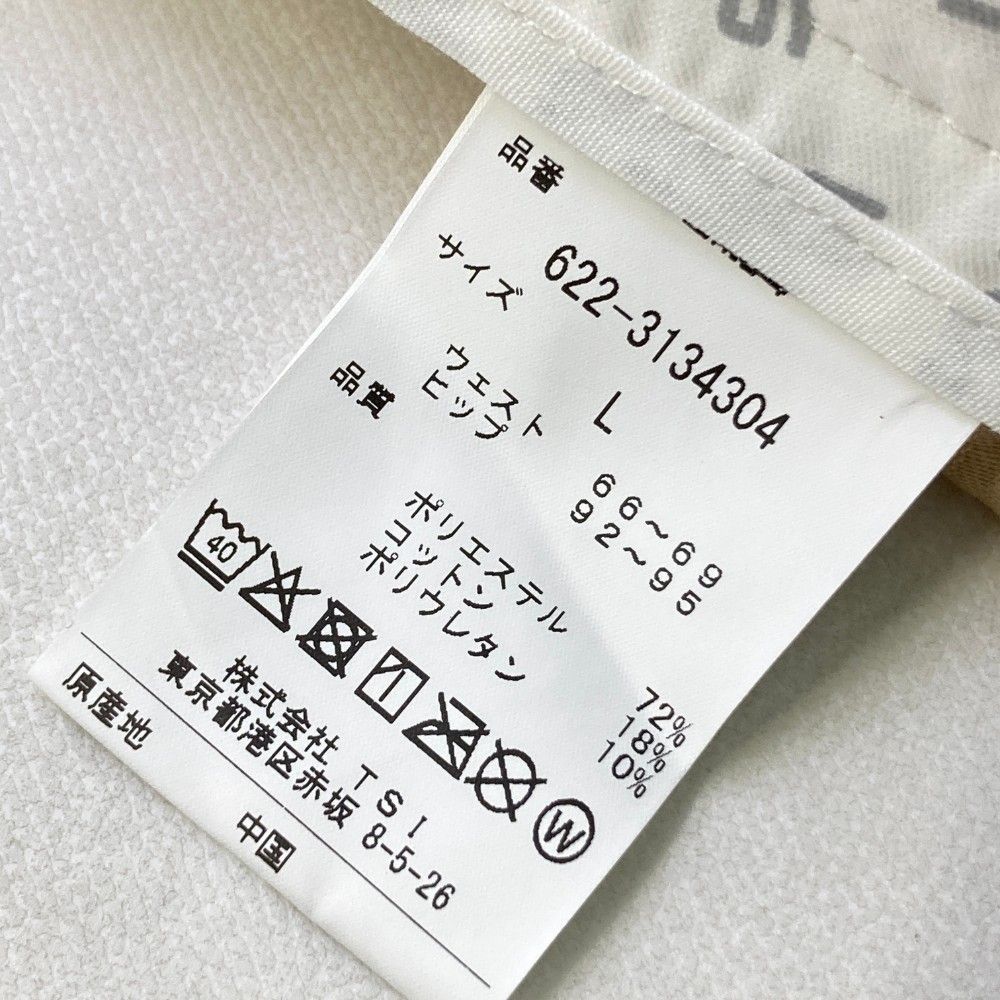 品番
622-3134304
サイズ L
ウェスト 66～69
ヒップ 92～95
品質
ポリエステル 72%
コットン 18%
ポリウレタン 10%
40
W
株式会社 TSI
東京都港区赤坂 8-5-26
原産地 中国